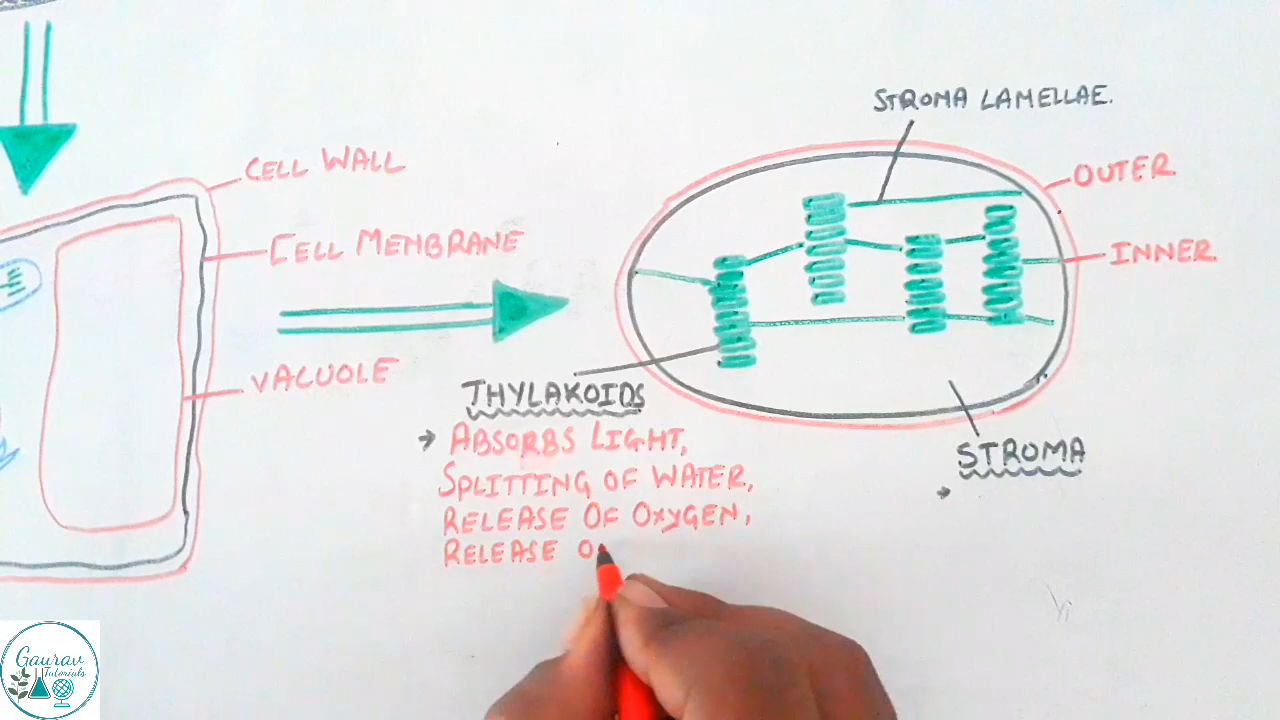 STROMA LAMELLAE.
CELL WALL
OUTER
CELL MENBRANE
INNER
VACUOLE
THYLAKOIDS
→ ABSORBS LIGHT,
SPLITTING OF WATER,
RELEASE OF OXYGEN,
RELEASE O
STROMA
→
Gaurav
Tutorials